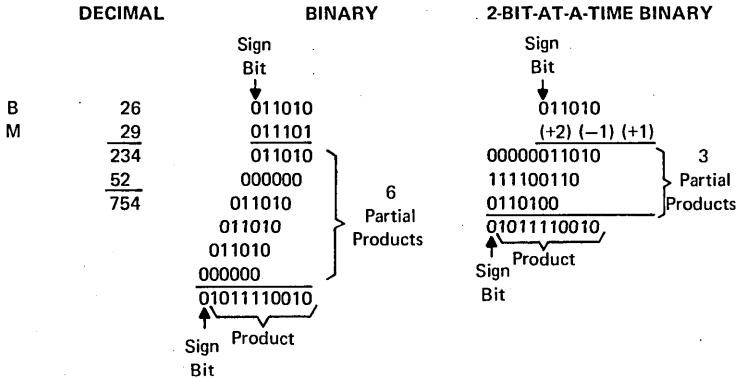 DECIMAL BINARY 2-BIT-AT-A-TIME BINARY
Sign Sign
Bit Bit
B 26 011010 011010
M 29 011101 (+2) (−1) (+1)
234 011010 00000011010 3
52 000000 111100110 Partial
754 011010 0110100 Products
011010 01011110010
011010 Product
000000 Sign
01011110010 Bit
6
Partial
Products
Product
Sign
Bit